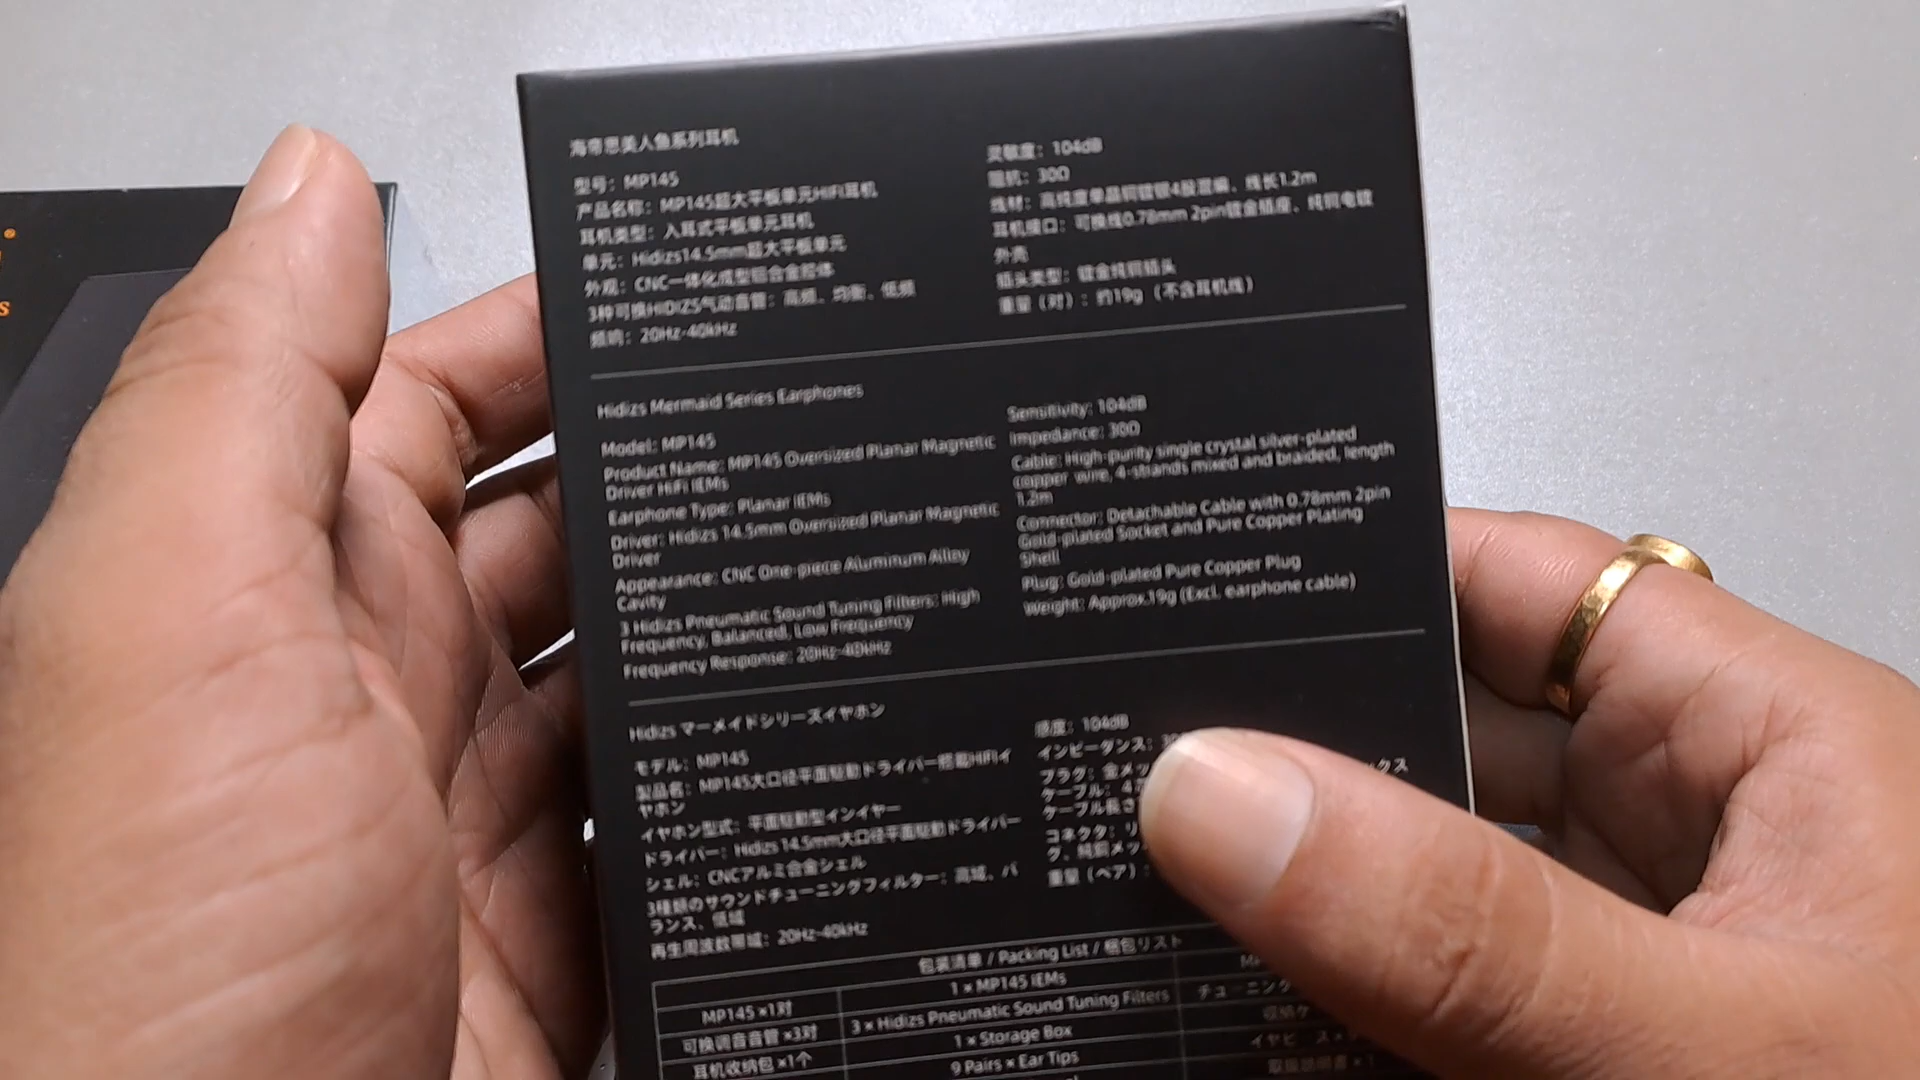 海帝思美人鱼系列耳机
型号：MP145
产品名称：MP145超大平板单元HiFi耳机
耳机类型：入耳式平板单元耳机
单元：Hidizs14.5mm超大平板单元
外观：CNC一体化成型铝合金腔体
3种可换HIDIZS气动音管：高频、均衡、低频
频响：20Hz-40kHz
灵敏度：104dB
阻抗：30Ω
线材：高纯度单晶铜镀银4股混编、线长1.2m
耳机接口：可换线0.78mm 2pin镀金插座、纯铜电镀
外壳
插头类型：镀金纯铜插头
重量（对）：约19g（不含耳机线）
Hidizs Mermaid Series Earphones
Model: MP145
Product Name: MP145 Oversized Planar Magnetic
Driver HiFi IEMs
Earphone Type: Planar IEMs
Driver: Hidizs 14.5mm Oversized Planar Magnetic
Driver
Appearance: CNC One-piece Aluminum Alloy
Cavity
3 Hidizs Pneumatic Sound Tuning Filters: High
Frequency, Balanced, Low Frequency
Frequency Response: 20Hz-40kHz
Sensitivity: 104dB
Impedance: 30Ω
Cable: High-purity single crystal silver-plated
copper wire, 4-strands mixed and braided, length
1.2m
Connector: Detachable Cable with 0.78mm 2pin
Gold-plated Socket and Pure Copper Plating
Shell
Plug: Gold-plated Pure Copper Plug
Weight: Approx.19g (Excl. earphone cable)
Hidizs マーメイドシリーズイヤホン
モデル：MP145
製品名：MP145大口径平面駆動ドライバー搭載HiFiイ
ヤホン
イヤホン型式：平面駆動型インイヤー
ドライバー：Hidizs 14.5mm大口径平面駆動ドライバー
シェル：CNCアルミ合金シェル
3種類のサウンドチューニングフィルター：高域、バ
ランス、低域
再生周波数帯域：20Hz-40kHz
感度：104dB
インピーダンス：
プラグ：金メッ
ケーブル：4
ケーブル長さ
コネクタ：リ
グ、純銅メッ
重量（ペア）：
包装清单 / Packing List / 梱包リスト
MP145 ×1对
1 × MP145 IEMs
可换调音音管 ×3对
3 × Hidizs Pneumatic Sound Tuning Filters
チューニング
耳机收纳包 ×1个
1 × Storage Box
収納ケ
9 Pairs × Ear Tips